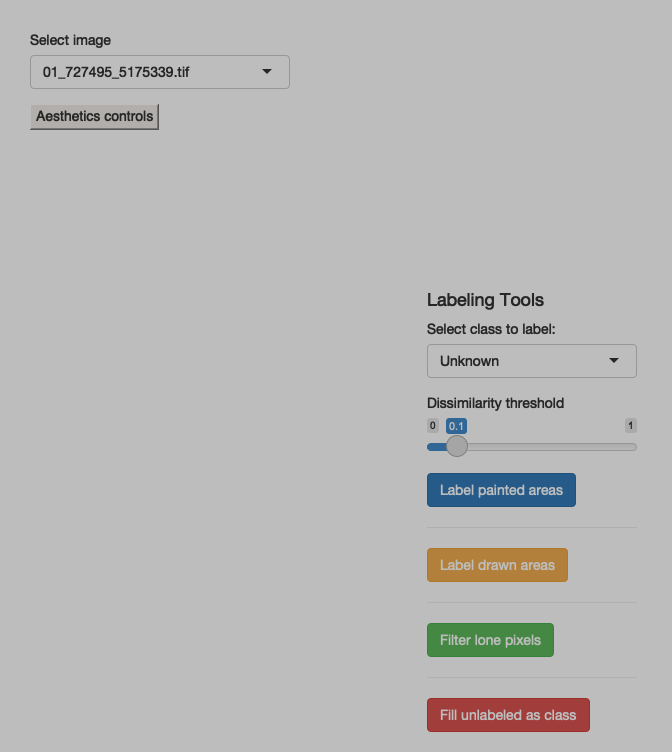 Select image
01_727495_5175339.tif
Aesthetics controls
Labeling Tools
Select class to label:
Unknown
Dissimilarity threshold
0 0.1 1
Label painted areas
Label drawn areas
Filter lone pixels
Fill unlabeled as class